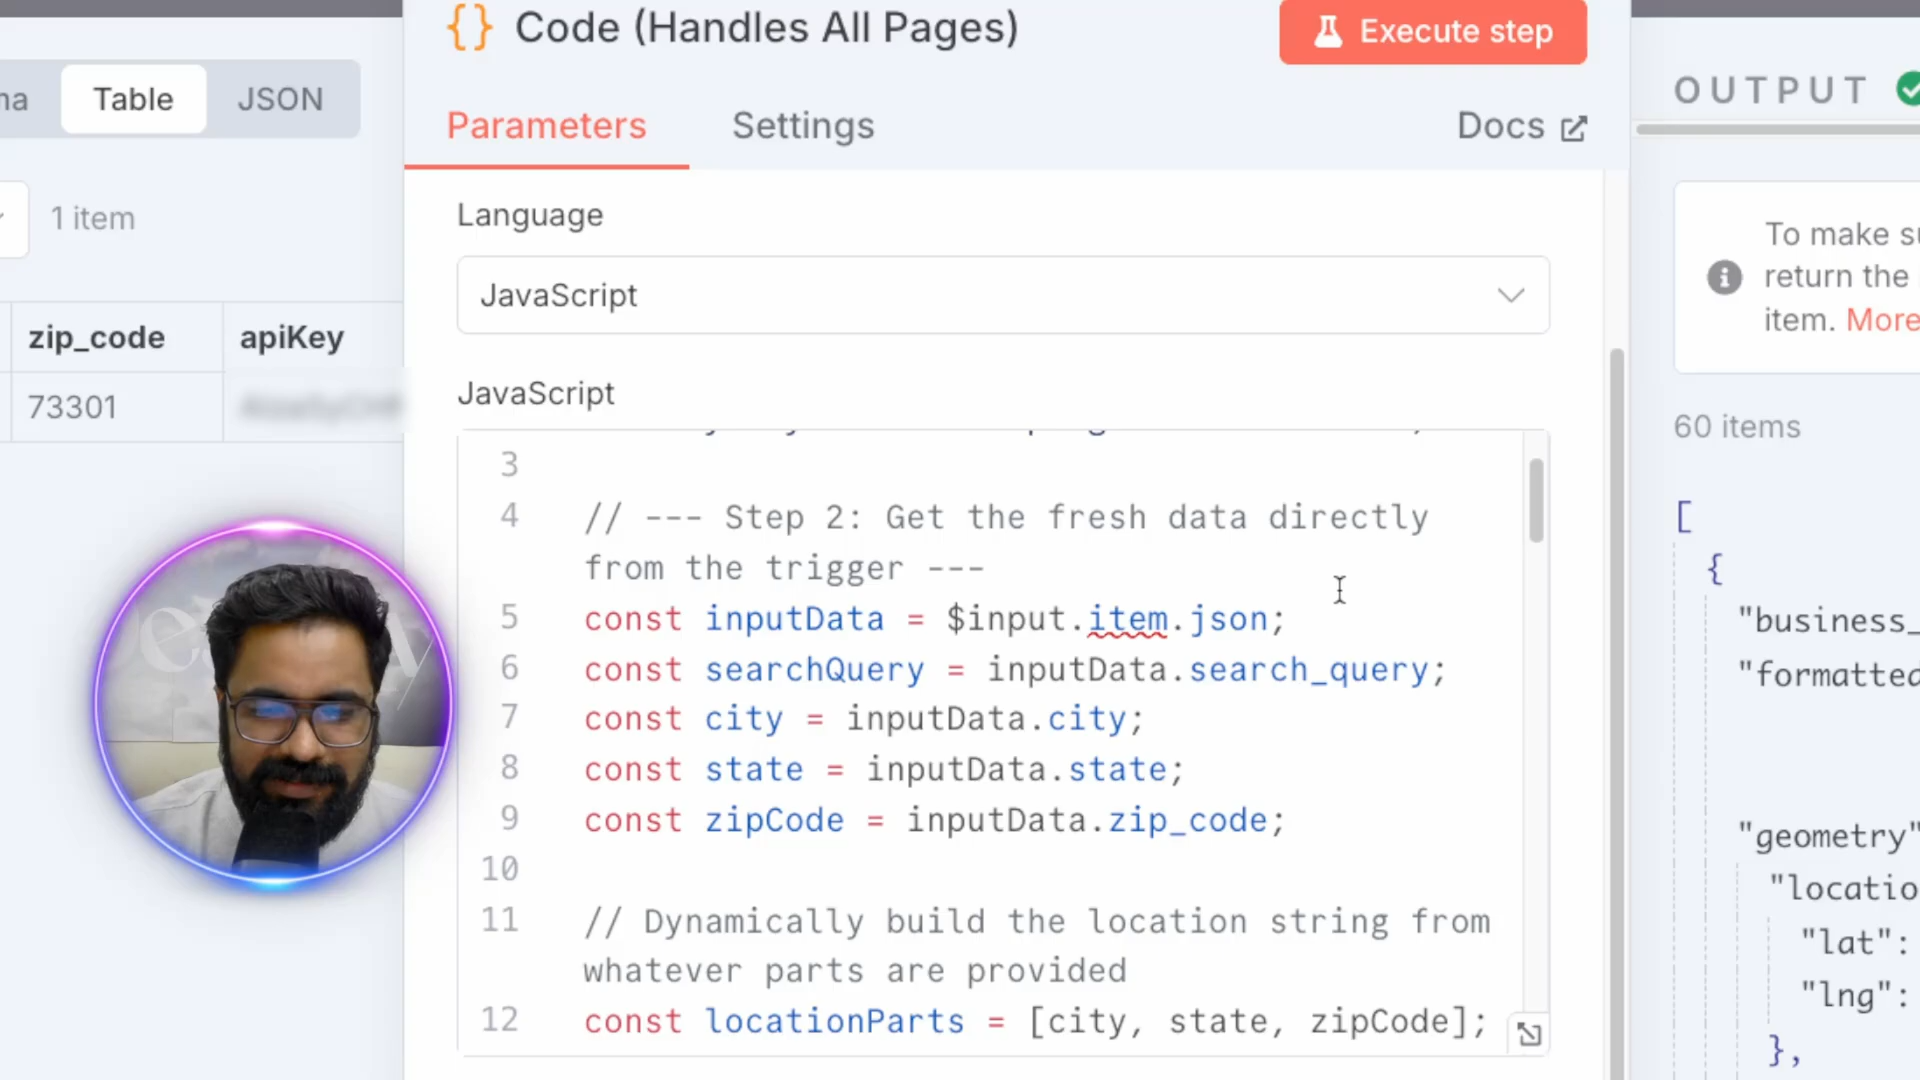 Code (Handles All Pages)
Execute step
Table
JSON
OUTPUT
Parameters
Settings
Docs
1 item
Language
JavaScript
zip_code
apiKey
73301
JavaScript
To make
return the
item. More
60 items
3
4 // --- Step 2: Get the fresh data directly
from the trigger ---
5 const inputData = $input.item.json;
6 const searchQuery = inputData.search_query;
7 const city = inputData.city;
8 const state = inputData.state;
9 const zipCode = inputData.zip_code;
10
11 // Dynamically build the location string from
whatever parts are provided
12 const locationParts = [city, state, zipCode];
[
{
"business_
"formatted
"geometry"
"locatio
"lat":
"lng":
},